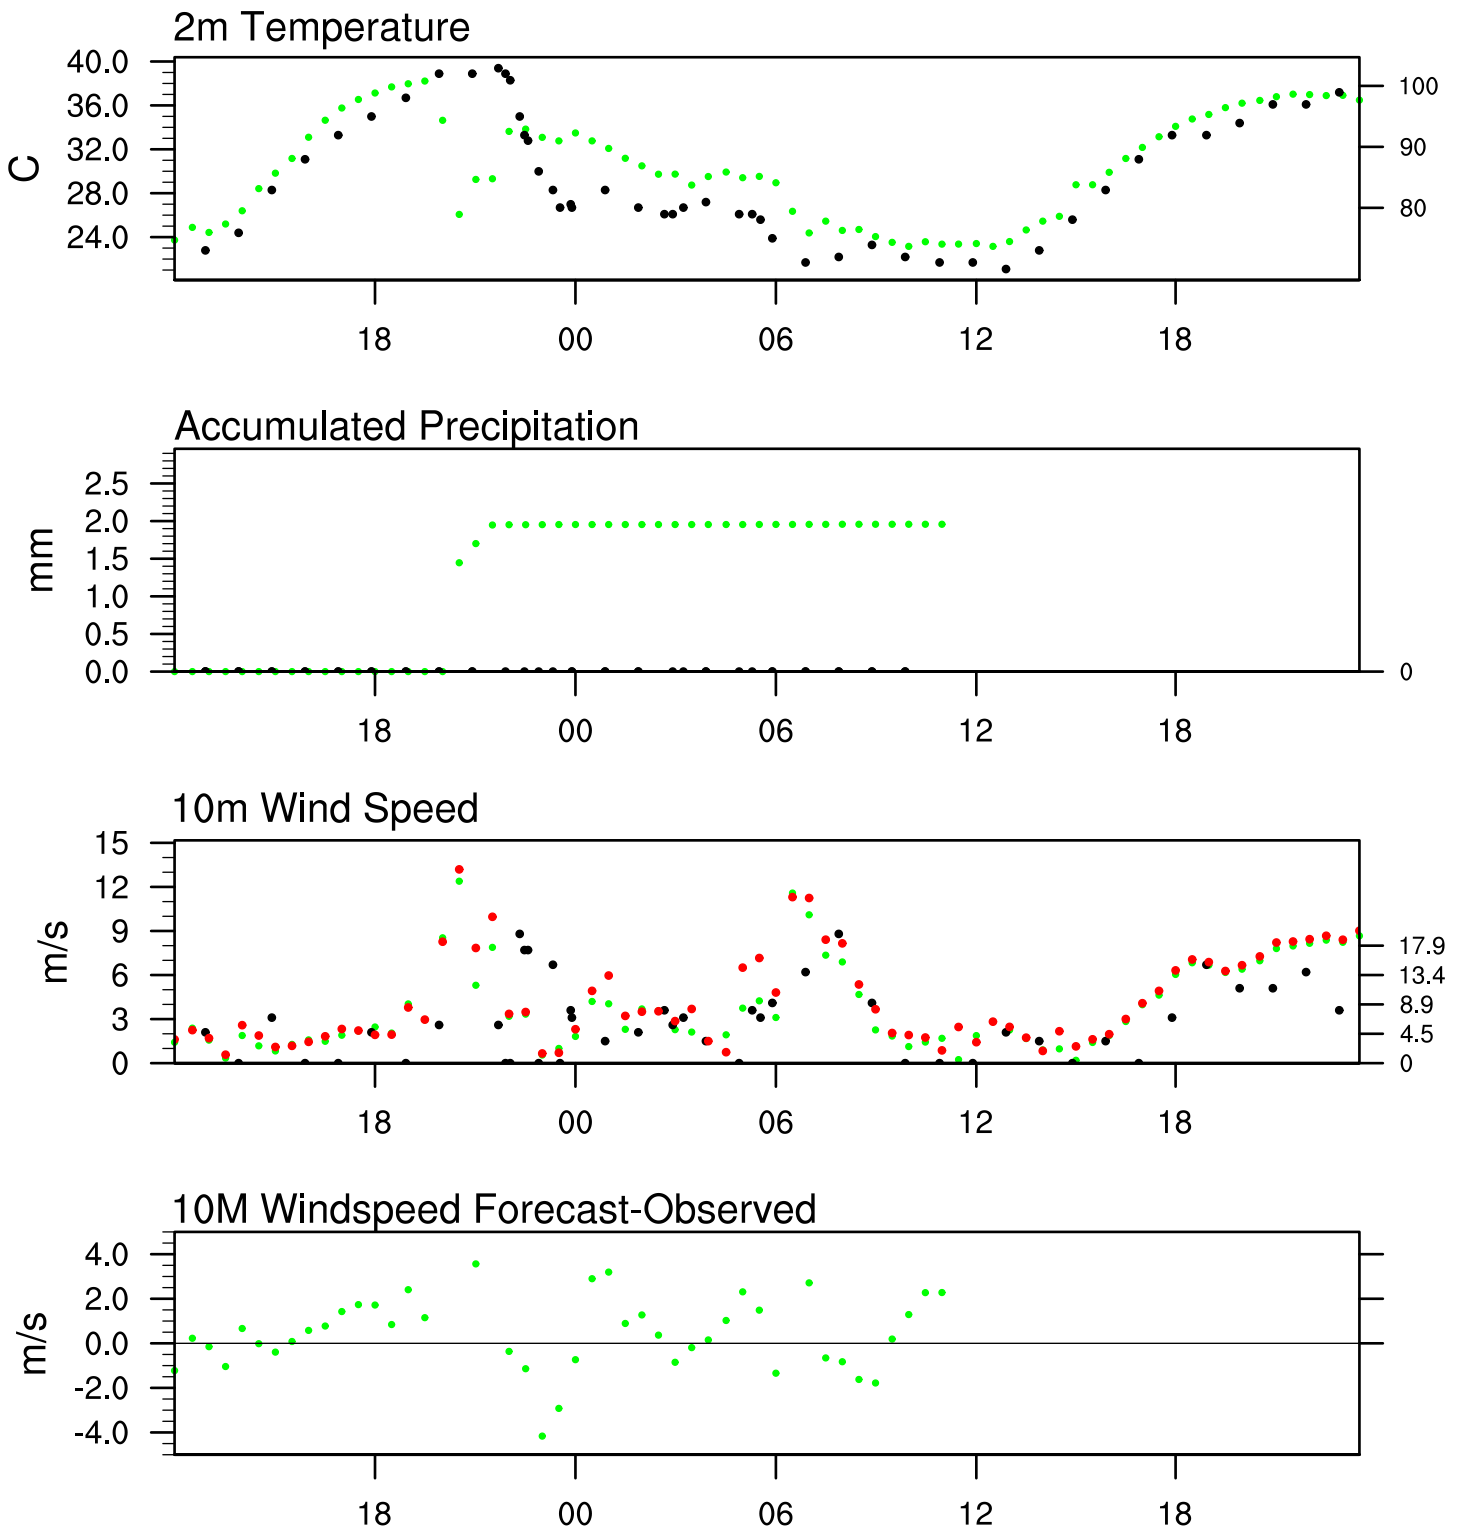 2m Temperature
40.0
36.0
32.0
28.0
24.0
C
100
90
80
18 00 06 12 18
Accumulated Precipitation
2.5
2.0
1.5
1.0
0.5
0.0
mm
0
18 00 06 12 18
10m Wind Speed
15
12
9
6
3
0
m/s
17.9
13.4
8.9
4.5
0
18 00 06 12 18
10M Windspeed Forecast-Observed
4.0
2.0
0.0
-2.0
-4.0
m/s
18 00 06 12 18